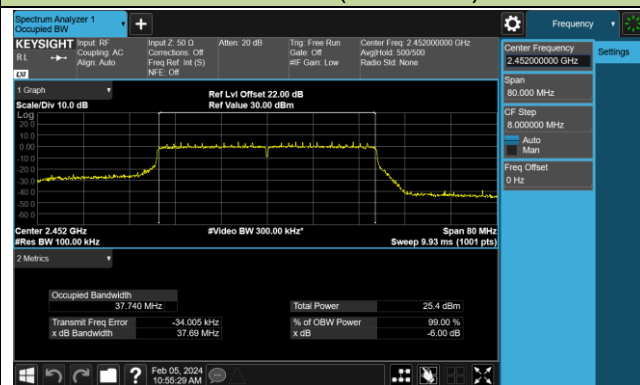 Spectrum Analyzer 1
Occupied BW
Frequency
KEYSIGHT
Input: RF
Coupling: AC
Align: Auto
Input Z: 50 Ω
Corrections: Off
Freq Ref: Int (S)
NFE: Off
Atten: 20 dB
Trig: Free Run
Gate: Off
#IF Gain: Low
Center Freq: 2.452000000 GHz
Avg|Hold: 500/500
Radio Std: None
RL
LXI
Center Frequency
2.452000000 GHz
Settings
Span
80.000 MHz
CF Step
8.000000 MHz
Auto
Man
Freq Offset
0 Hz
1 Graph
Scale/Div 10.0 dB
Ref Lvl Offset 22.00 dB
Ref Value 30.00 dBm
Log
20.0
10.0
0.00
-10.0
-20.0
-30.0
-40.0
-50.0
-60.0
Center 2.452 GHz
#Res BW 100.00 kHz
#Video BW 300.00 kHz*
Span 80 MHz
Sweep 9.93 ms (1001 pts)
2 Metrics
Occupied Bandwidth
37.740 MHz
Total Power 25.4 dBm
Transmit Freq Error -34.005 kHz
% of OBW Power 99.00 %
x dB Bandwidth 37.69 MHz
x dB -6.00 dB
Feb 05, 2024
10:55:29 AM